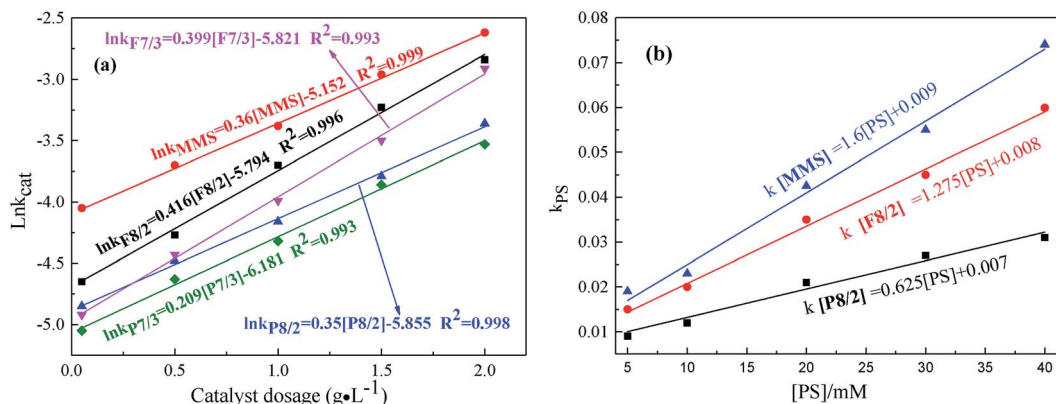 -2.5
-3.0
-3.5
-4.0
-4.5
-5.0
Lnkcat
(a)
lnkF7/3=0.399[F7/3]-5.821 R2=0.993
lnkMMS=0.36[MMS]-5.152 R2=0.999
lnkF8/2=0.416[F8/2]-5.794 R2=0.996
lnkP7/3=0.209[P7/3]-6.181 R2=0.993
lnkP8/2=0.35[P8/2]-5.855 R2=0.998
0.0 0.5 1.0 1.5 2.0
Catalyst dosage (g•L-1)
0.08
0.07
0.06
0.05
0.04
0.03
0.02
0.01
kPS
(b)
k [MMS] =1.6[PS]+0.009
k [F8/2] =1.275[PS]+0.008
k [P8/2] =0.625[PS]+0.007
5 10 15 20 25 30 35 40
[PS]/mM